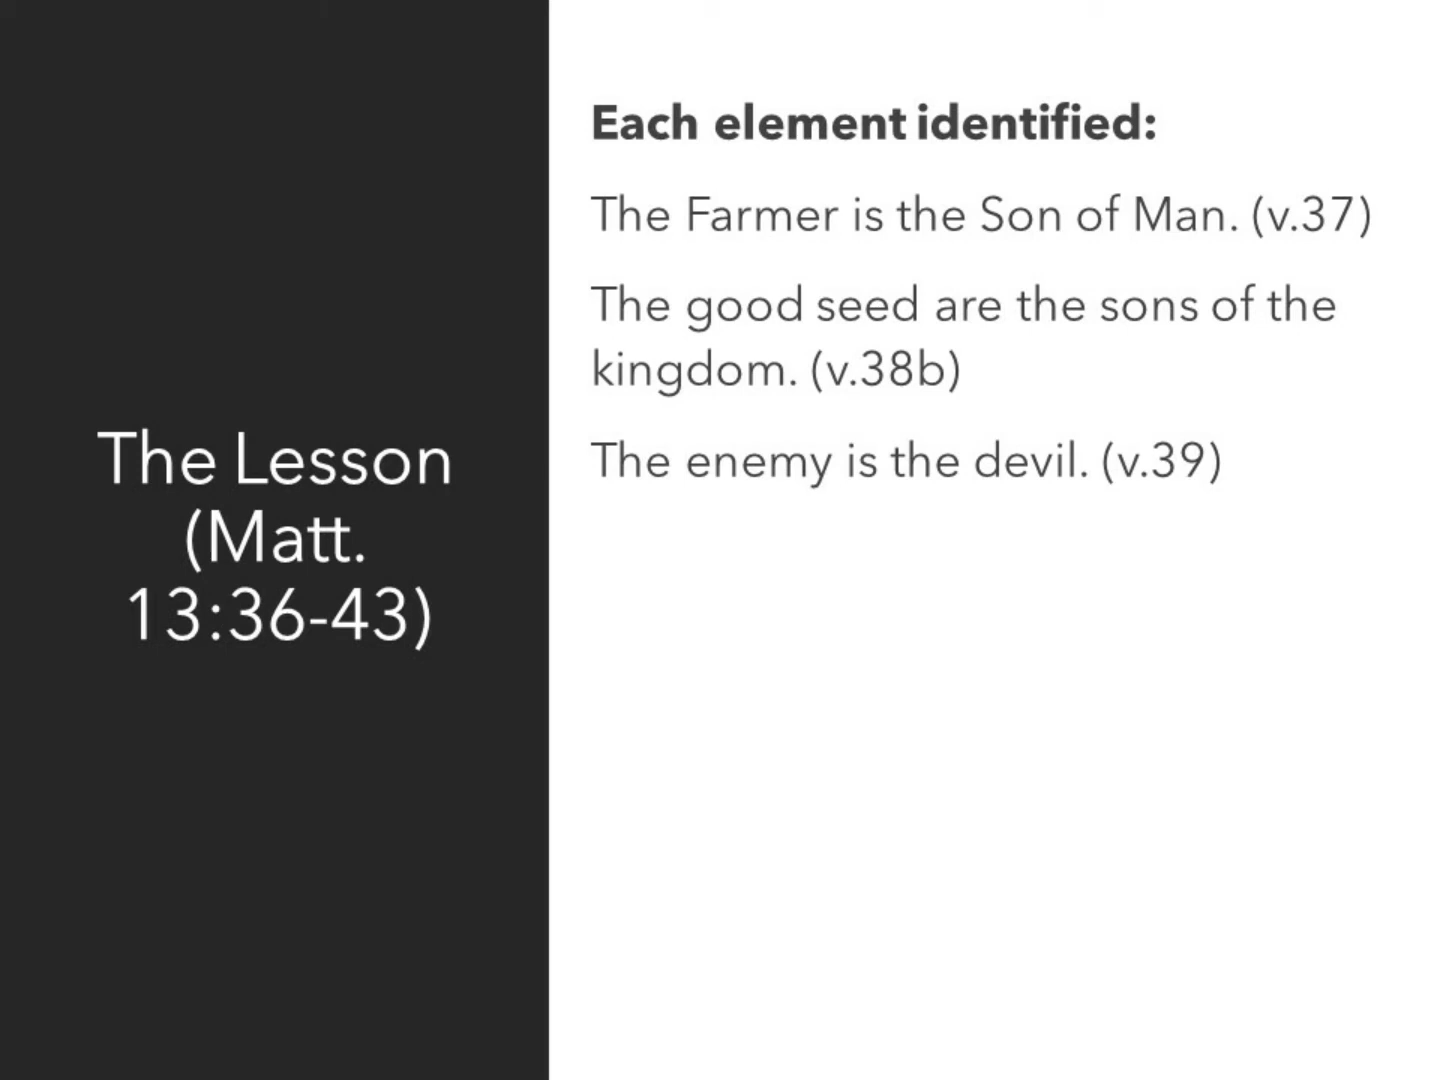 The Lesson
(Matt.
13:36-43)
Each element identified:
The Farmer is the Son of Man. (v.37)
The good seed are the sons of the
kingdom. (v.38b)
The enemy is the devil. (v.39)